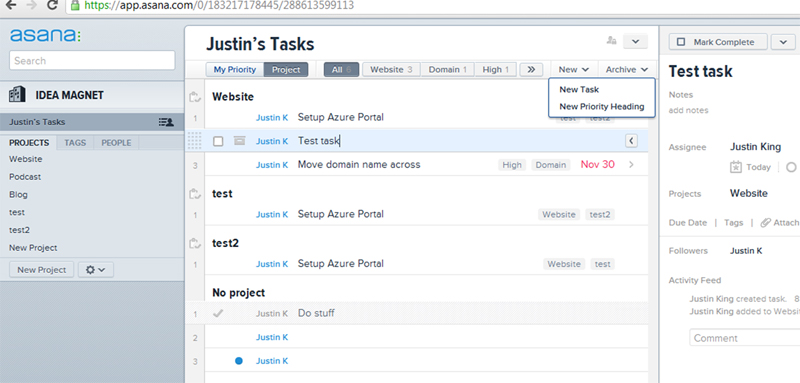 https://app.asana.com/0/183217178445/288613599113
asana:
Search
IDEA MAGNET
Justin's Tasks
PROJECTS TAGS PEOPLE
Website
Podcast
Blog
test
test2
New Project
New Project
Justin's Tasks
My Priority Project All 6 Website 3 Domain 1 High 1 » New Archive
New Task
New Priority Heading
Website
1 Justin K Setup Azure Portal test test2
Justin K Test task
3 Justin K Move domain name across High Domain Nov 30
test
1 Justin K Setup Azure Portal Website test2
test2
1 Justin K Setup Azure Portal Website test
No project
1 Justin K Do stuff
2 Justin K
3 Justin K
Mark Complete
Test task
Notes
add notes
Assignee Justin King
Today
Projects Website
Due Date | Tags | Attach
Followers Justin K
Activity Feed
Justin King created task. 8
Justin King added to Websi
Comment